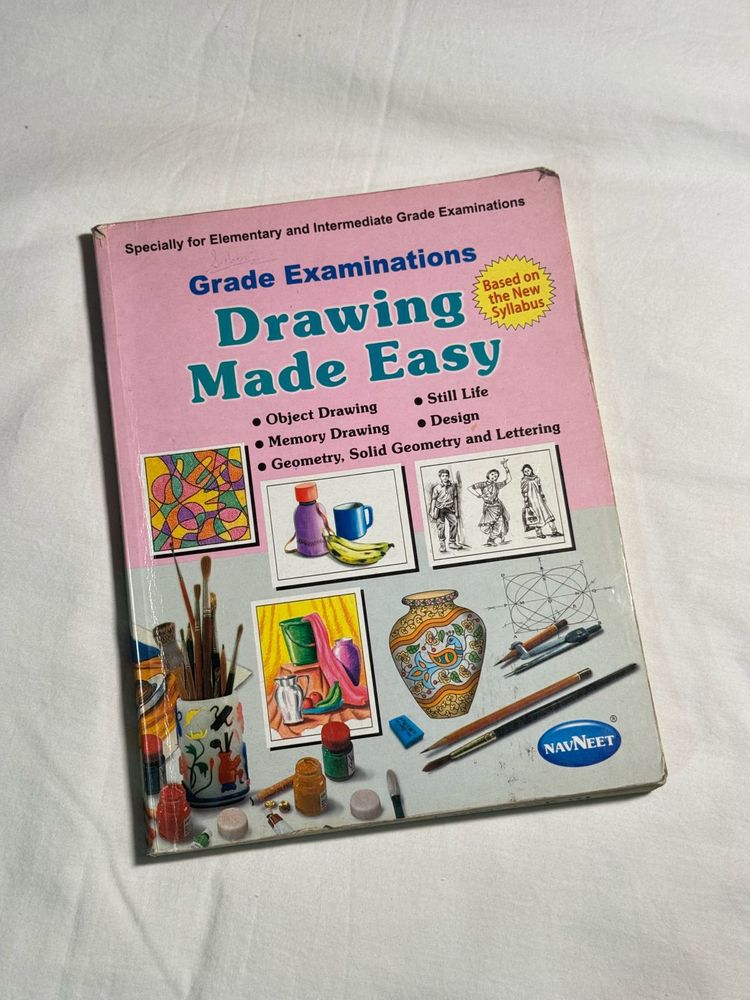 Specially for Elementary and Intermediate Grade Examinations
Grade Examinations
Based on
the New
Syllabus
Drawing
Made Easy
• Object Drawing
• Still Life
• Memory Drawing
• Design
• Geometry, Solid Geometry and Lettering
NAVNEET
®